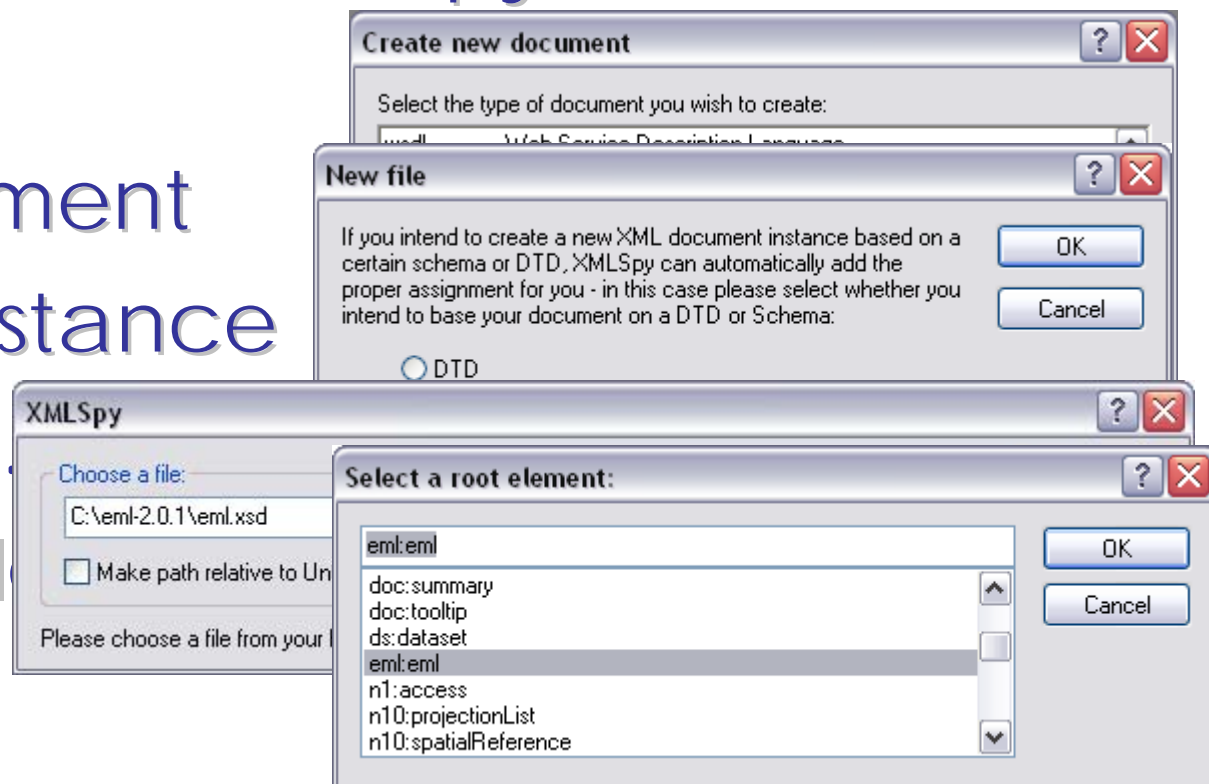 Create new document
Select the type of document you wish to create:
Web Service Description Language
New file
If you intend to create a new XML document instance based on a
certain schema or DTD, XMLSpy can automatically add the
proper assignment for you - in this case please select whether you
intend to base your document on a DTD or Schema:
DTD
OK
Cancel
ment
stance
XMLSpy
Choose a file:
C:\eml-2.0.1\eml.xsd
Make path relative to Un
Please choose a file from your
Select a root element:
eml:eml
doc:summary
doc:tooltip
ds:dataset
eml:eml
n1:access
n10:projectionList
n10:spatialReference
OK
Cancel